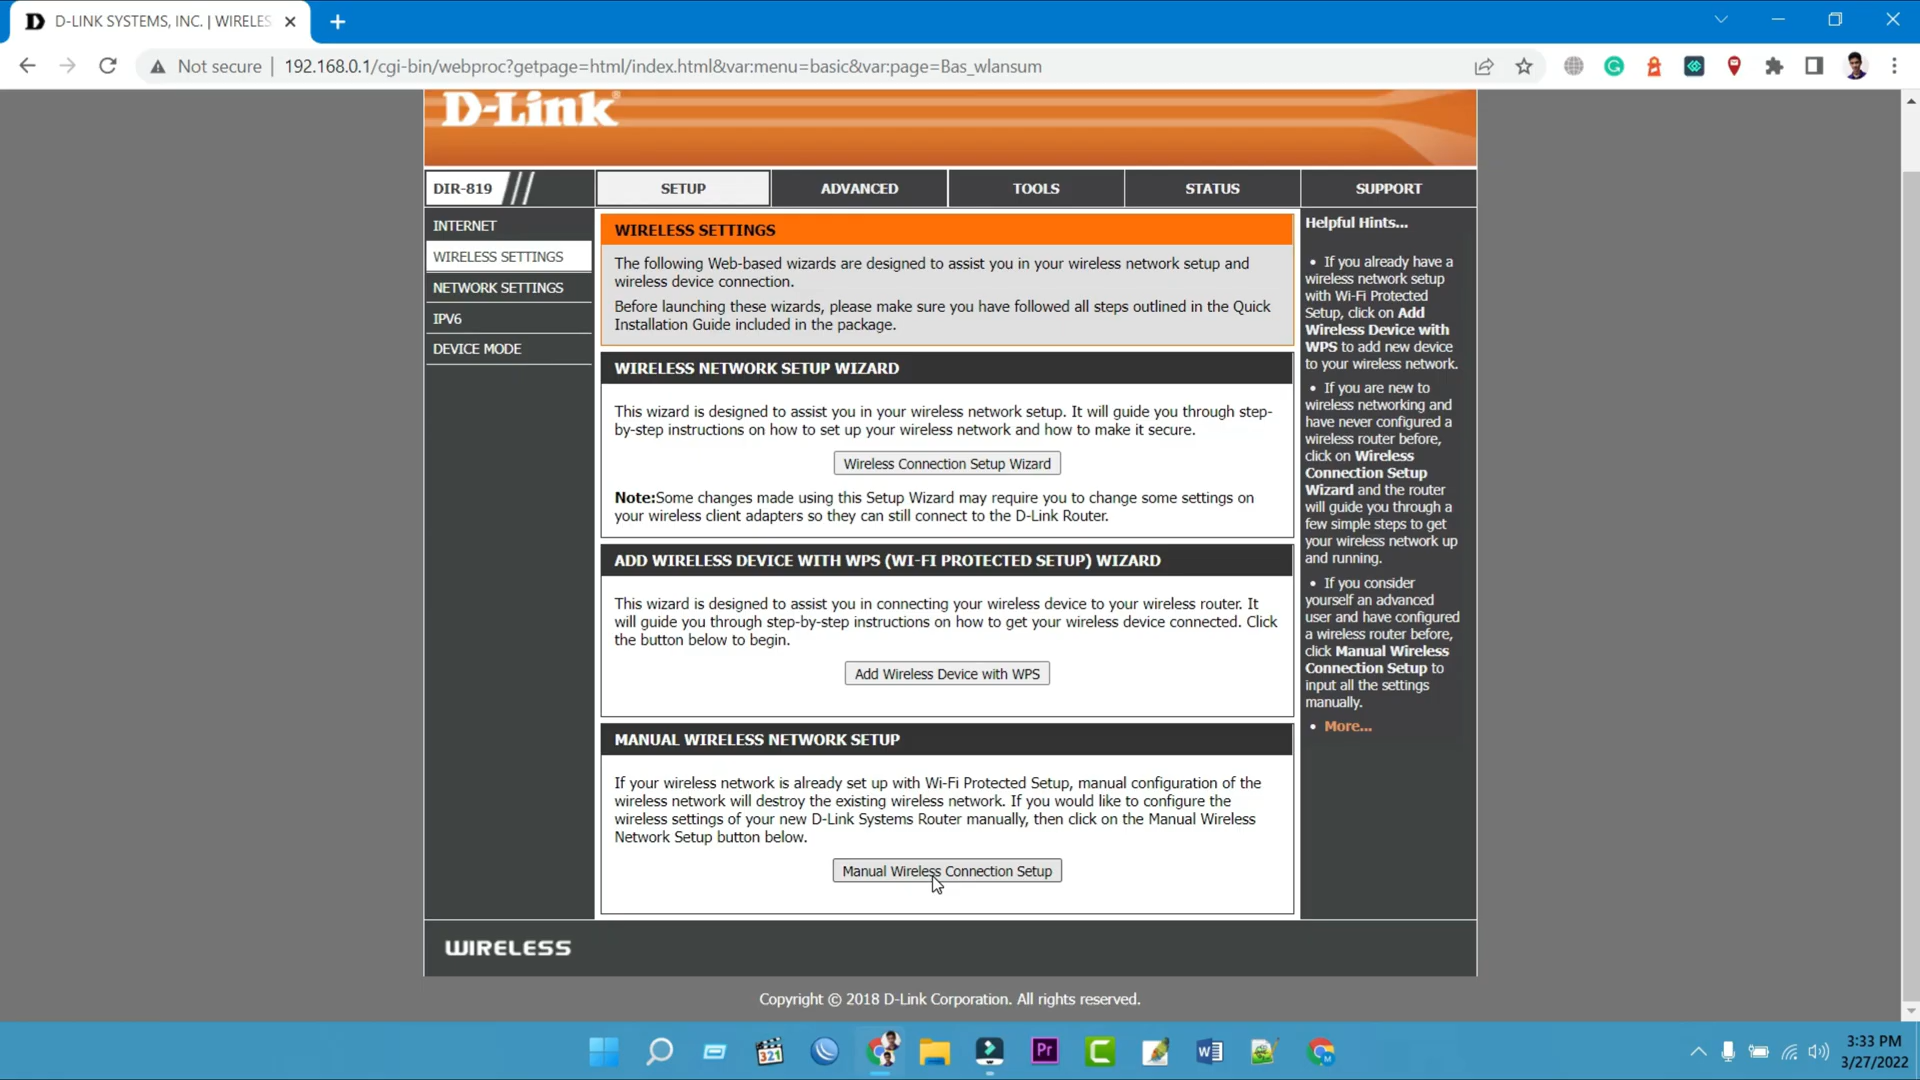 D-LINK SYSTEMS, INC. | WIRELES
Not secure
192.168.0.1/cgi-bin/webproc?getpage=html/index.html&var:menu=basic&var:page=Bas_wlansum
D-Link
DIR-819
SETUP
ADVANCED
TOOLS
STATUS
SUPPORT
INTERNET
WIRELESS SETTINGS
NETWORK SETTINGS
IPV6
DEVICE MODE
WIRELESS SETTINGS
The following Web-based wizards are designed to assist you in your wireless network setup and
wireless device connection.
Before launching these wizards, please make sure you have followed all steps outlined in the Quick
Installation Guide included in the package.
WIRELESS NETWORK SETUP WIZARD
This wizard is designed to assist you in your wireless network setup. It will guide you through step-
by-step instructions on how to set up your wireless network and how to make it secure.
Wireless Connection Setup Wizard
Note:Some changes made using this Setup Wizard may require you to change some settings on
your wireless client adapters so they can still connect to the D-Link Router.
ADD WIRELESS DEVICE WITH WPS (WI-FI PROTECTED SETUP) WIZARD
This wizard is designed to assist you in connecting your wireless device to your wireless router. It
will guide you through step-by-step instructions on how to get your wireless device connected. Click
the button below to begin.
Add Wireless Device with WPS
MANUAL WIRELESS NETWORK SETUP
If your wireless network is already set up with Wi-Fi Protected Setup, manual configuration of the
wireless network will destroy the existing wireless network. If you would like to configure the
wireless settings of your new D-Link Systems Router manually, then click on the Manual Wireless
Network Setup button below.
Manual Wireless Connection Setup
Helpful Hints...
• If you already have a
wireless network setup
with Wi-Fi Protected
Setup, click on Add
Wireless Device with
WPS to add new device
to your wireless network.
• If you are new to
wireless networking and
have never configured a
wireless router before,
click on Wireless
Connection Setup
Wizard and the router
will guide you through a
few simple steps to get
your wireless network up
and running.
• If you consider
yourself an advanced
user and have configured
a wireless router before,
click Manual Wireless
Connection Setup to
input all the settings
manually.
• More...
WIRELESS
Copyright © 2018 D-Link Corporation. All rights reserved.
321
Pr
3:33 PM
3/27/2022